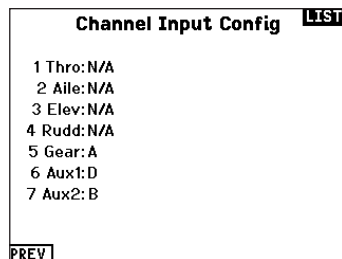 Channel Input Config
LIST
1 Thro: N/A
2 Aile: N/A
3 Elev: N/A
4 Rudd: N/A
5 Gear: A
6 Aux1: D
7 Aux2: B
PREV